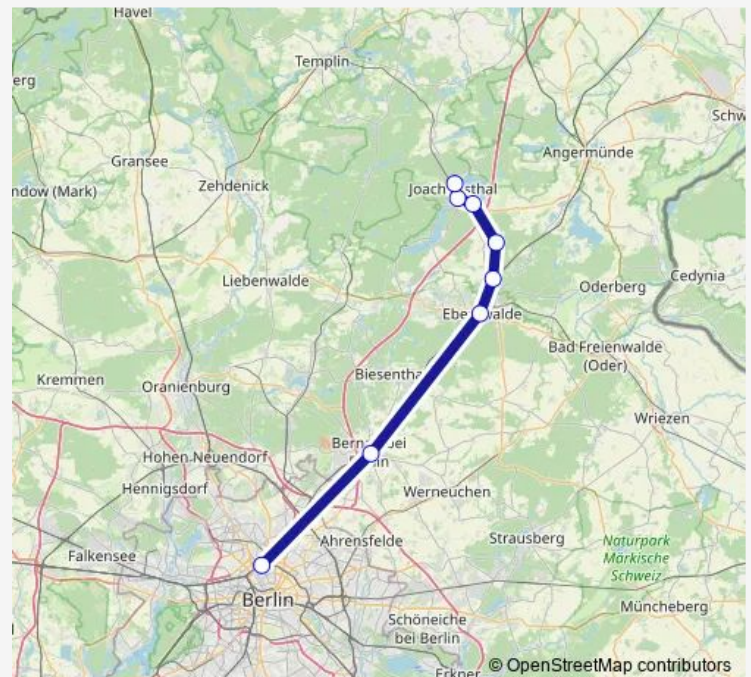 Havel
Templin
erg
Schw
Gransee
Angermünde
ndow (Mark)
Zehdenick
Joach
sthal
Liebenwalde
Cedynia
Oderberg
Ebe
walde
Bad Freienwalde
(Oder)
Kremmen
Biesentha
Oranienburg
Wriezen
Bern
bei
Hohen Neuendorf
in
Hennigsdorf
Werneuchen
Falkensee
Ahrensfelde
Strausberg
Naturpark
Märkische
Schweiz
Berlin
Müncheberg
Schöneiche
bei Berlin
Erkner
© OpenStreetMap contributors